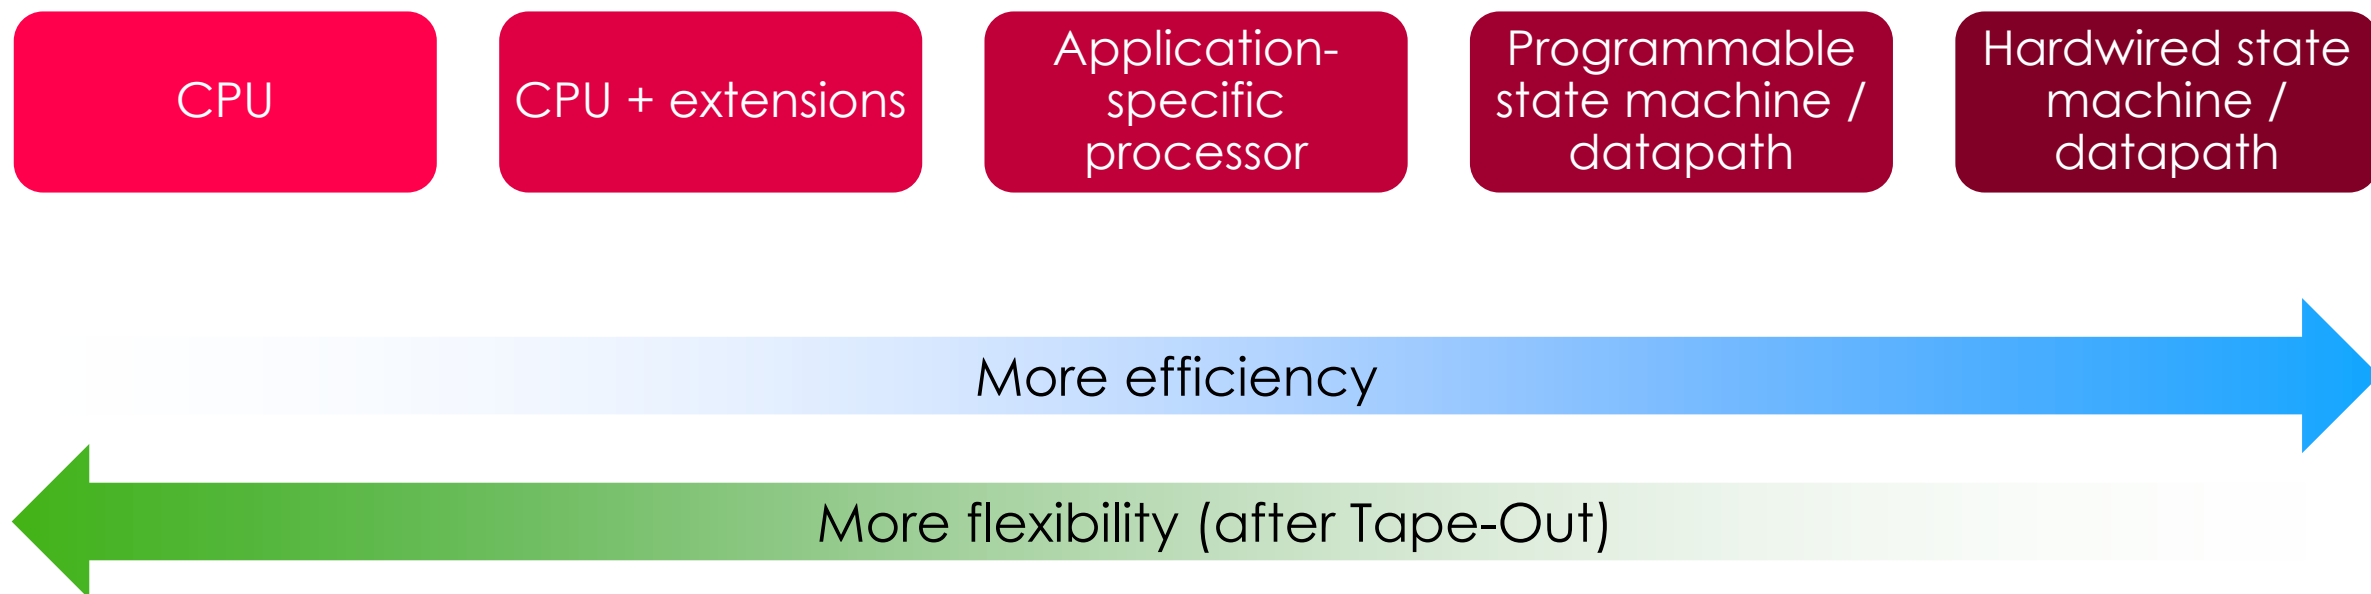 CPU
CPU + extensions
Application-
specific
processor
Programmable
state machine /
datapath
Hardwired state
machine /
datapath
More efficiency
More flexibility (after Tape-Out)